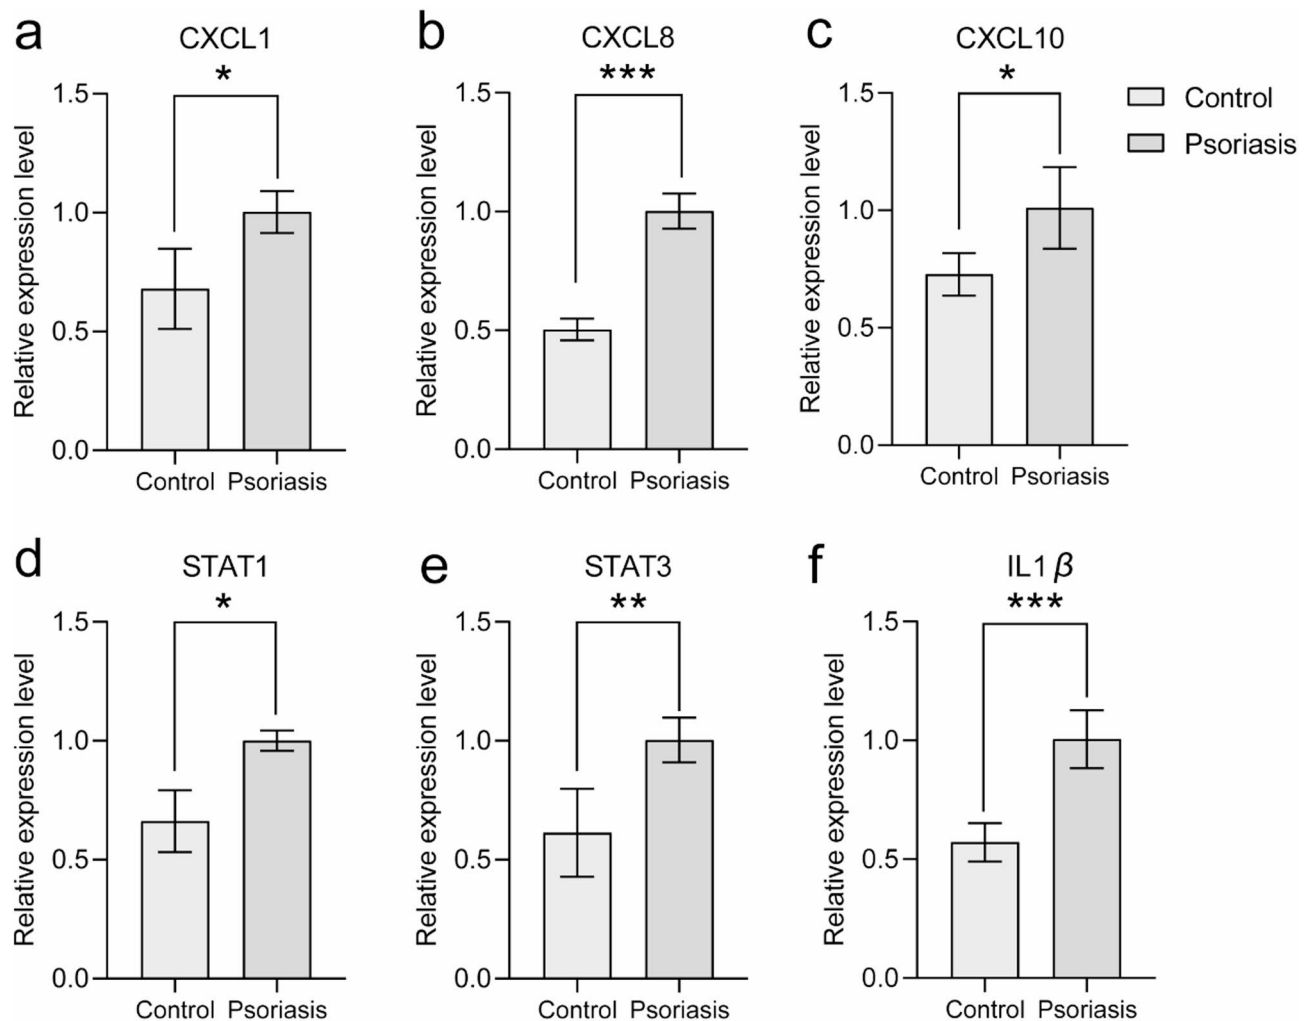 a
CXCL1
*
Relative expression level
1.5
1.0
0.5
0.0
Control Psoriasis
b
CXCL8
***
Relative expression level
1.5
1.0
0.5
0.0
Control Psoriasis
c
CXCL10
*
Relative expression level
1.5
1.0
0.5
0.0
Control Psoriasis
Control
Psoriasis
d
STAT1
*
Relative expression level
1.5
1.0
0.5
0.0
Control Psoriasis
e
STAT3
**
Relative expression level
1.5
1.0
0.5
0.0
Control Psoriasis
f
IL1 β
***
Relative expression level
1.5
1.0
0.5
0.0
Control Psoriasis